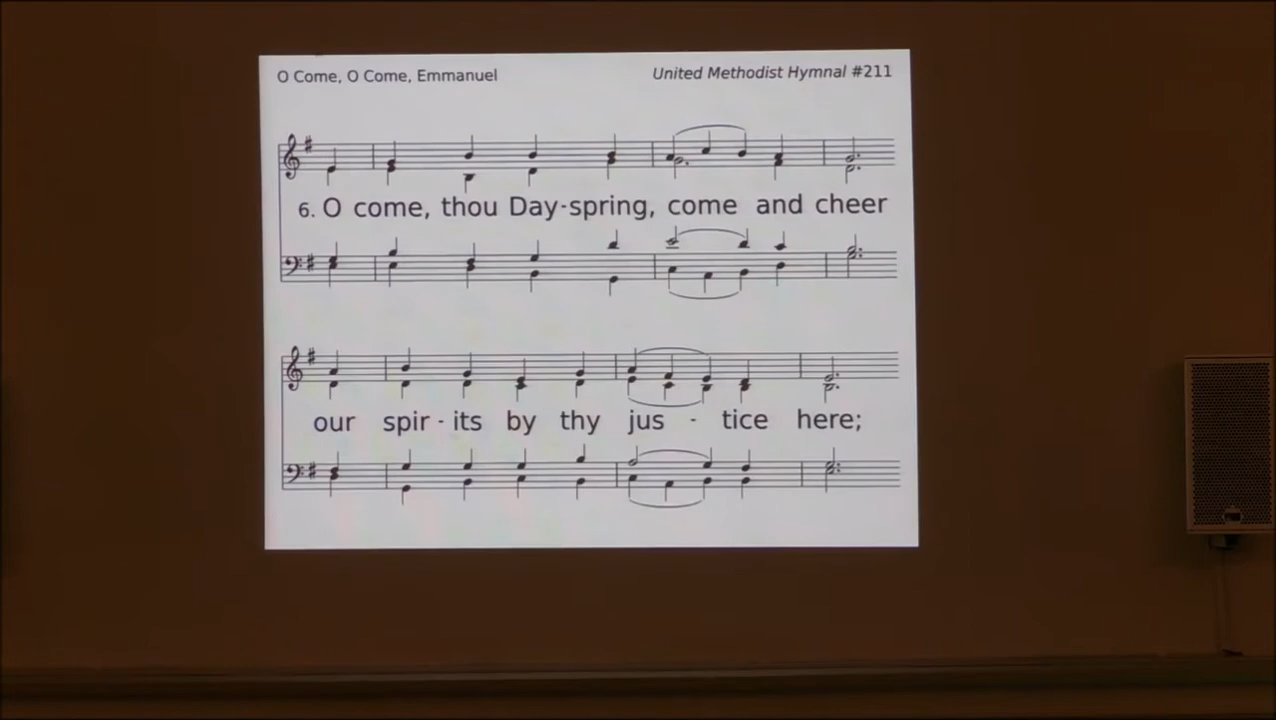 O Come, O Come, Emmanuel
United Methodist Hymnal #211
6. O come, thou Day-spring, come and cheer
our spir - its by thy jus - tice here;